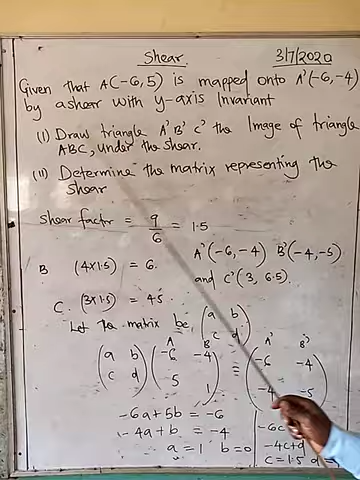 Shear 3/7/2020
Given that A(-6,5) is mapped onto A'(-6,-4)
by a shear with y-axis Invariant
(I) Draw triangle A' B' C' the Image of triangle
ABC, under the shear.
(II) Determine the matrix representing the
shear
Shear factor = 9/6 = 1.5
A'(-6,-4) B'(-4,-5)
B (4x1.5) = 6.
and C'(3, 6.5).
C. (3x1.5) = 4.5.
Let the matrix be (a b
c d)
A B A' B'
(a b) (-6 -4) = (-6 -4)
(c d) (5 1) (-4 -5)
-6a+5b = -6
-4a+b = -4
a = 1 b = 0
-6c
-4c+d
c = 1.5 d